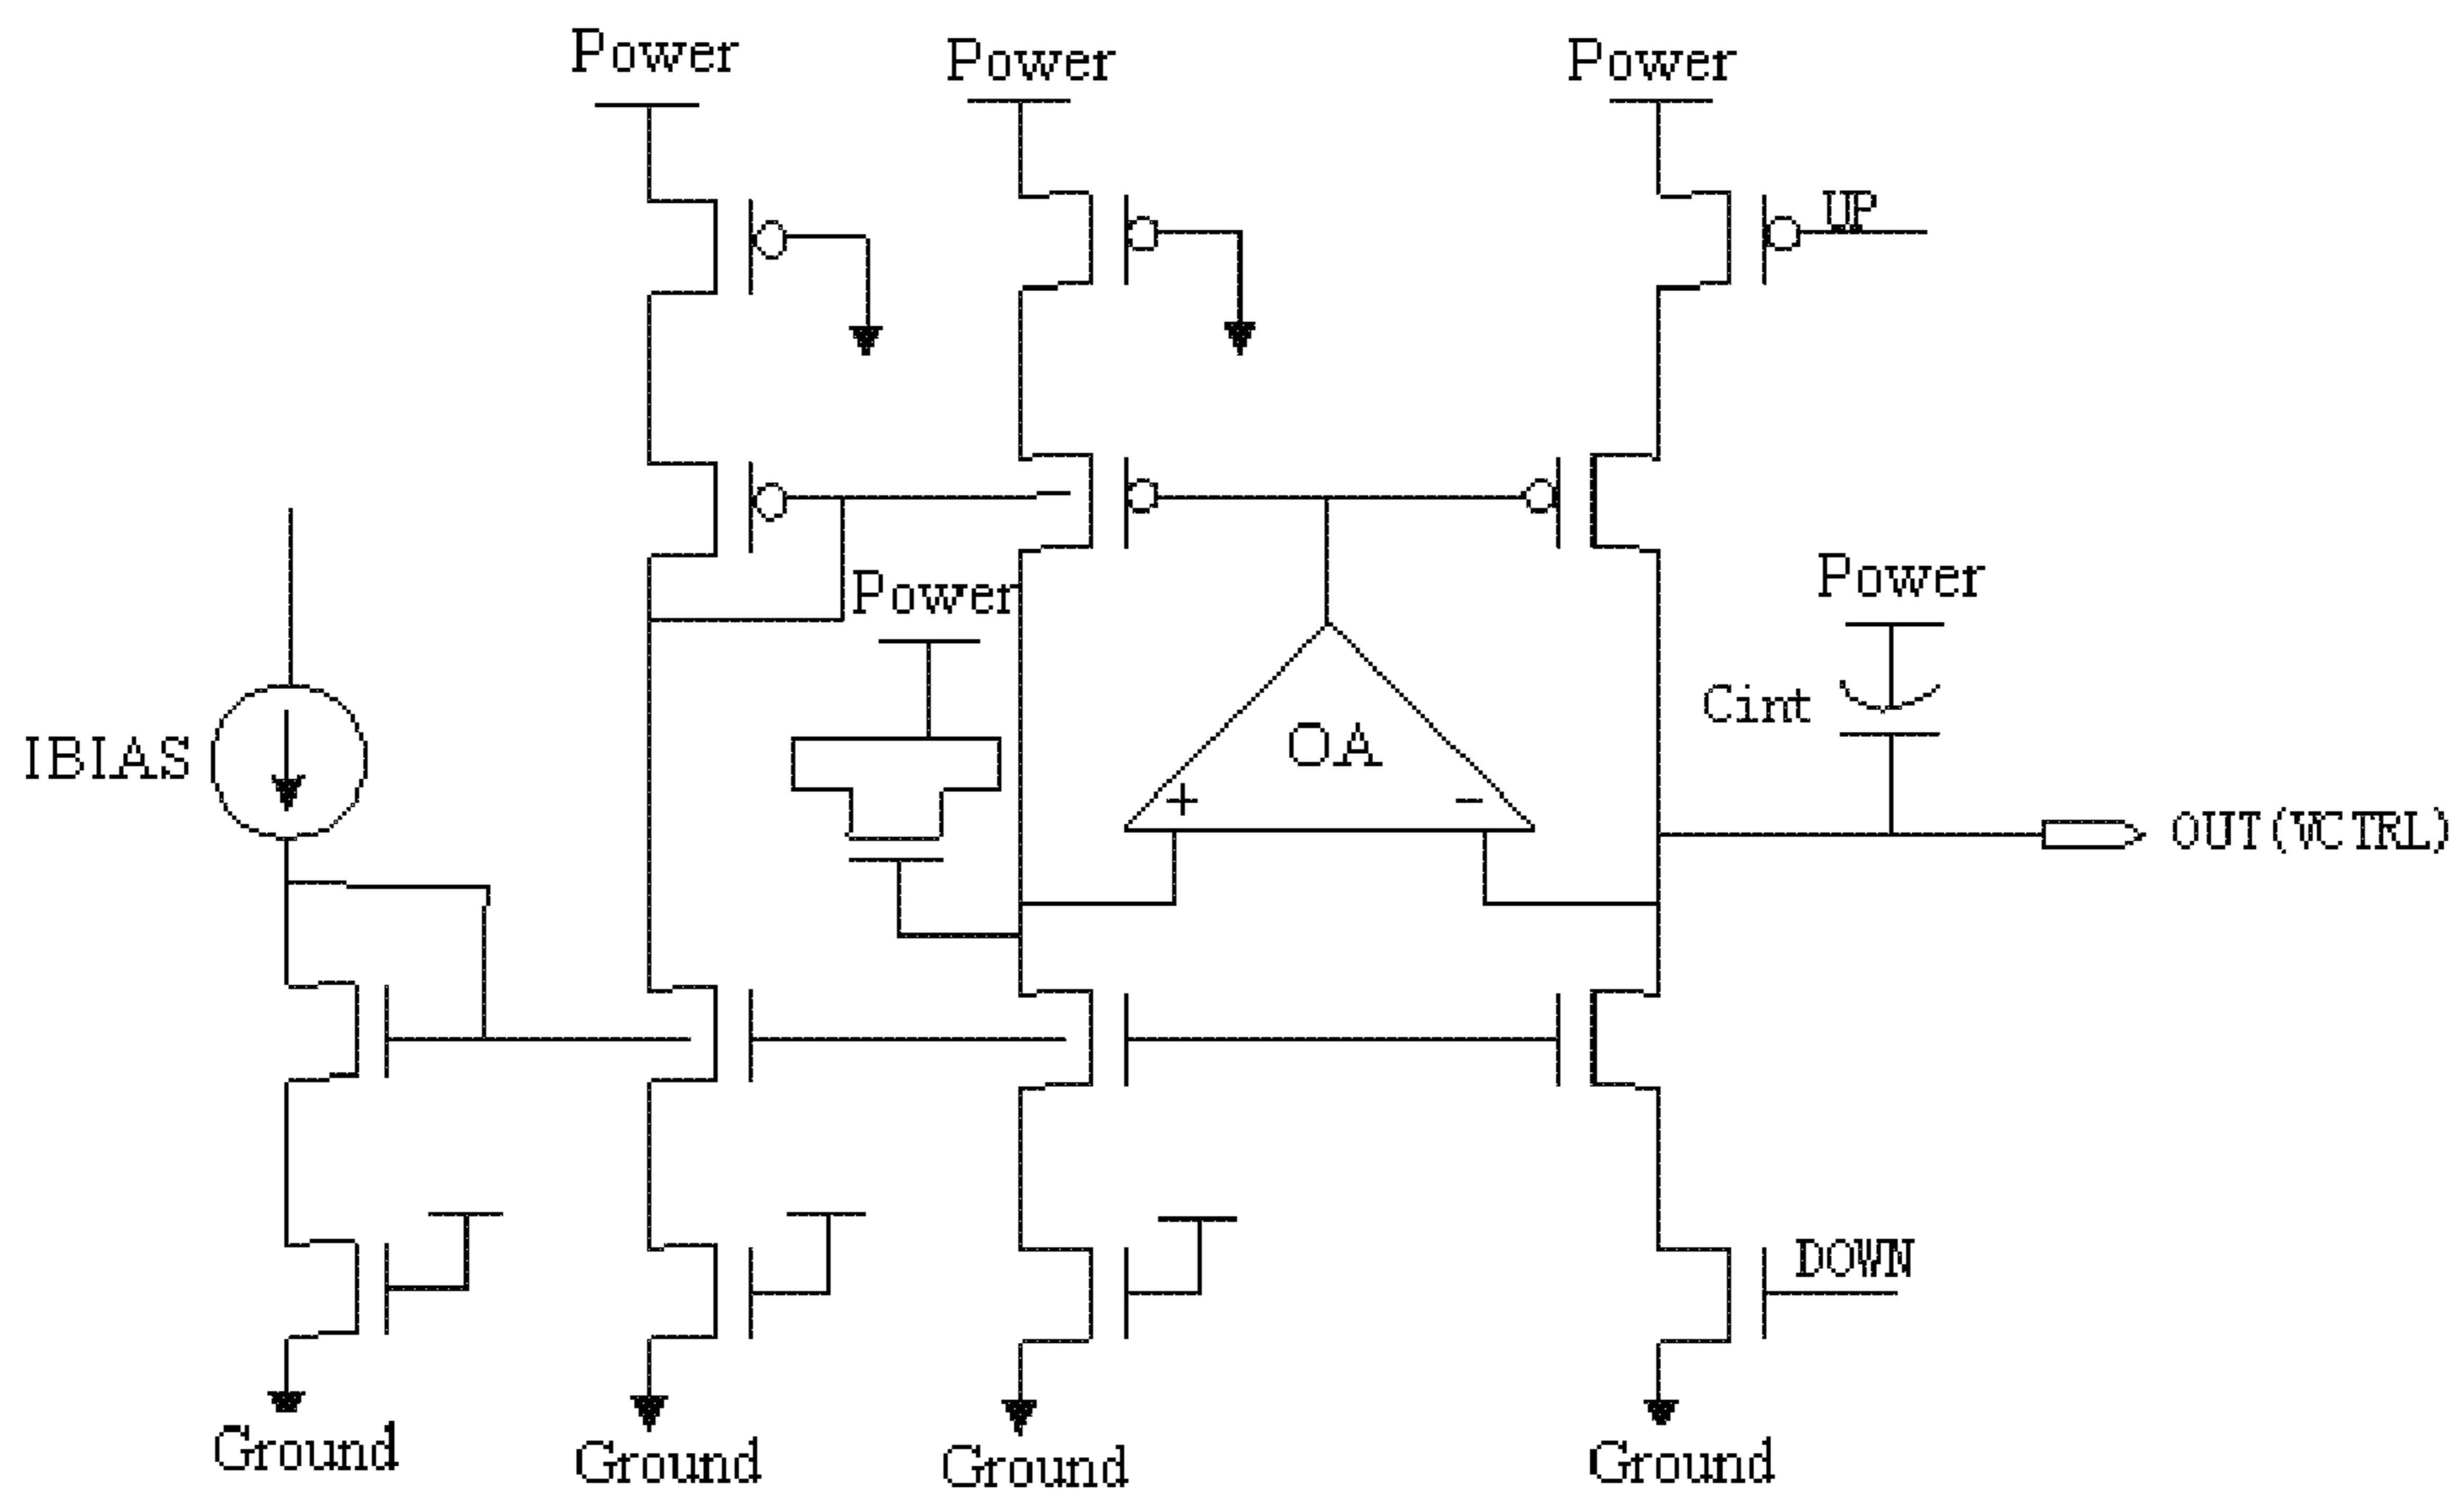 Power
Power
Power
UP
Power
Power
Cint
IBIAS
OA
+
-
OUT(VCTRL)
DOWN
Ground
Ground
Ground
Ground